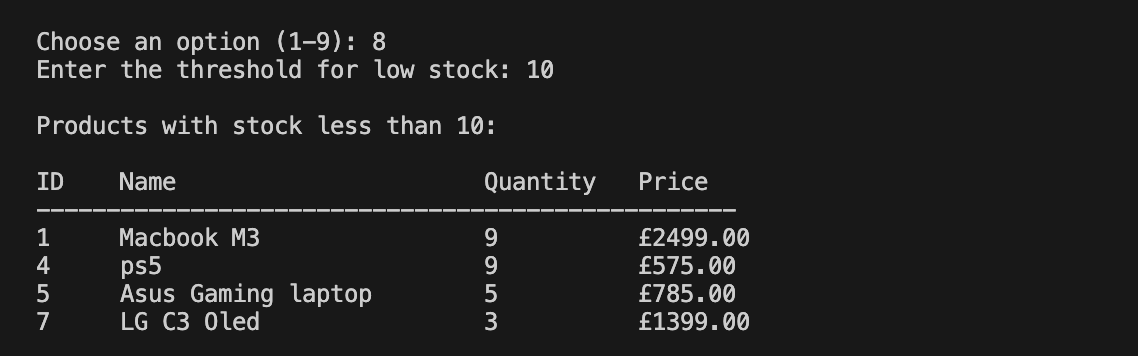 Choose an option (1-9): 8
Enter the threshold for low stock: 10
Products with stock less than 10:
ID    Name                      Quantity   Price
--------------------------------------------------
1     Macbook M3                9          £2499.00
4     ps5                       9          £575.00
5     Asus Gaming laptop        5          £785.00
7     LG C3 Oled                3          £1399.00